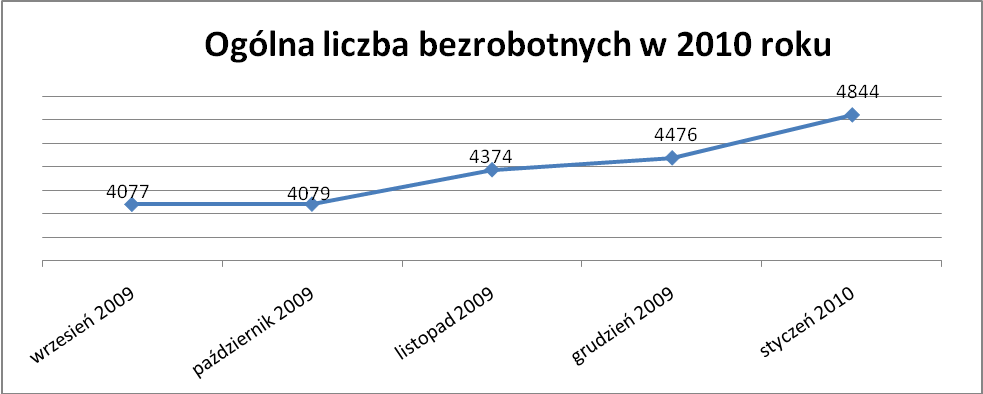 Ogólna liczba bezrobotnych w 2010 roku
4844
4476
4374
4077
4079
wrzesień 2009
październik 2009
listopad 2009
grudzień 2009
styczeń 2010